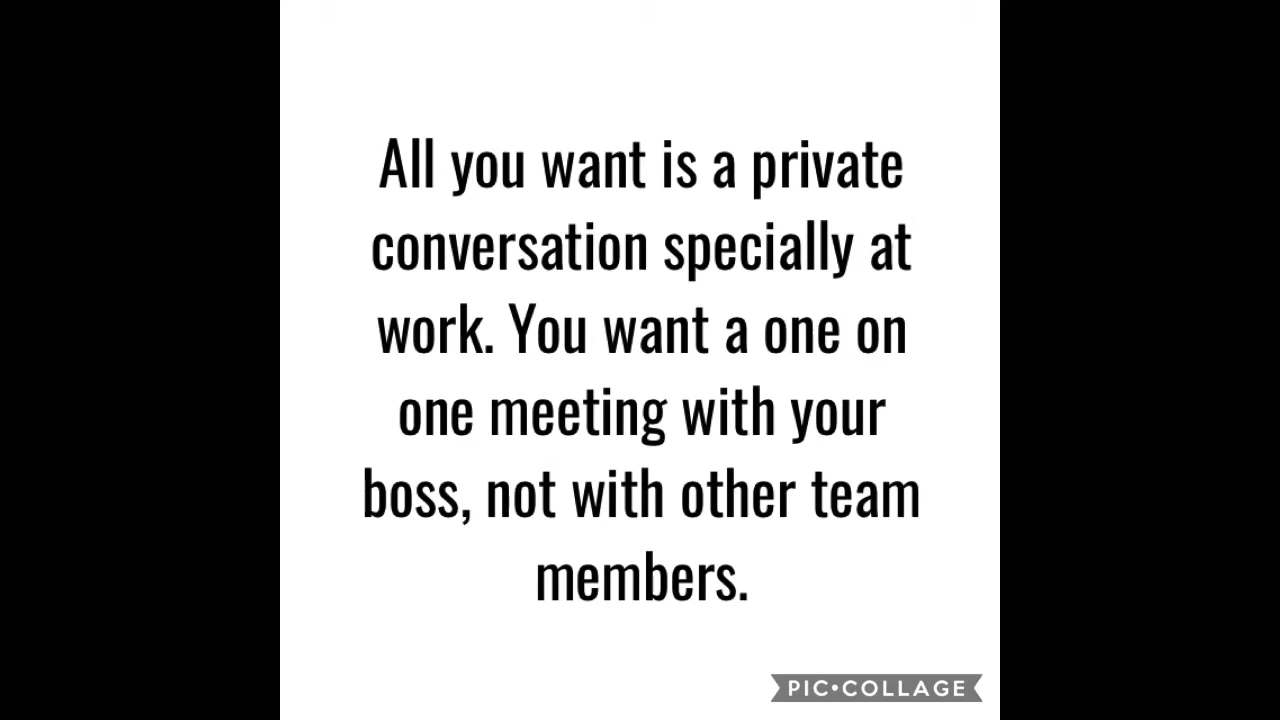 All you want is a private
conversation specially at
work. You want a one on
one meeting with your
boss, not with other team
members.
PIC•COLLAGE